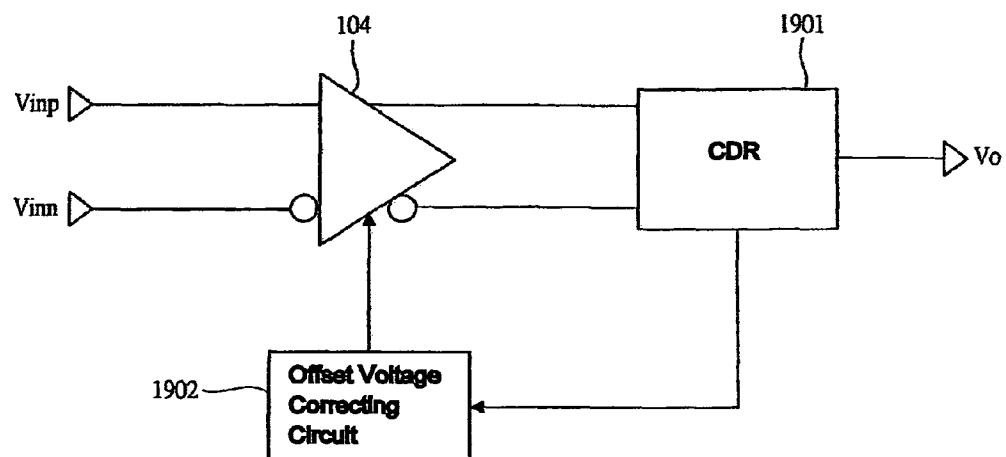 104
1901
Vinp
CDR
Vo
Vinn
1902
Offset Voltage
Correcting
Circuit